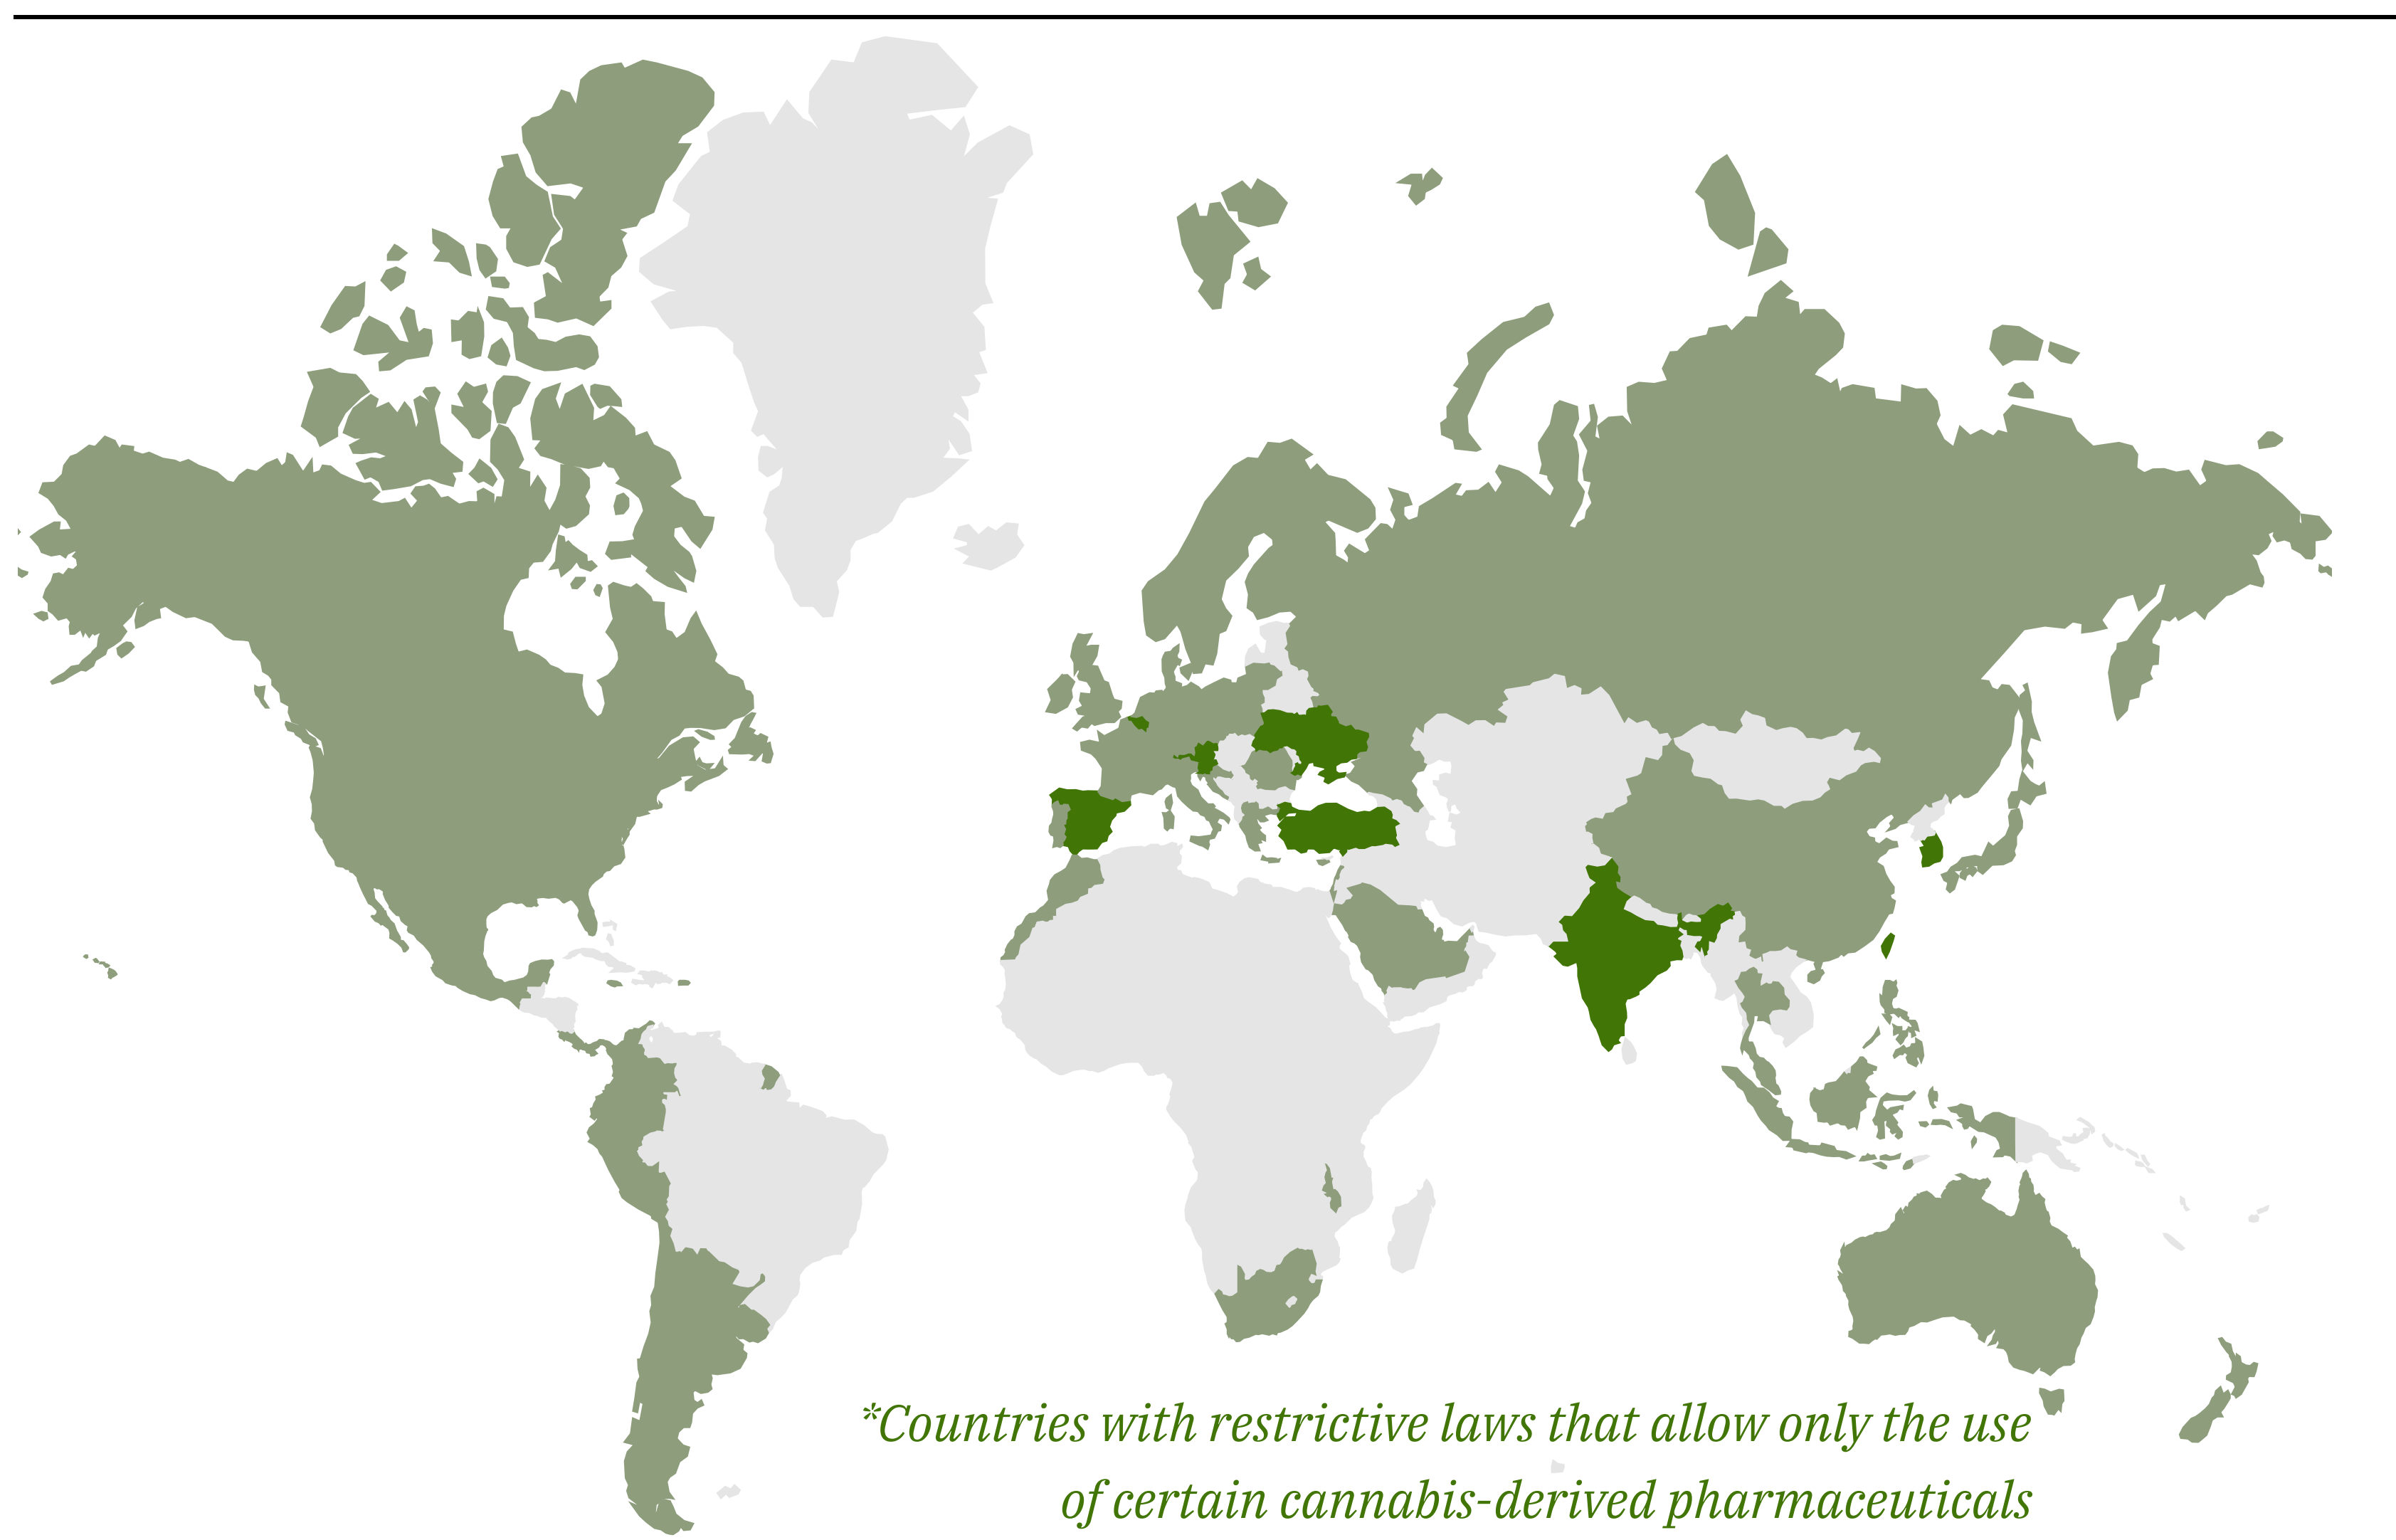 *Countries with restrictive laws that allow only the use
of certain cannabis-derived pharmaceuticals